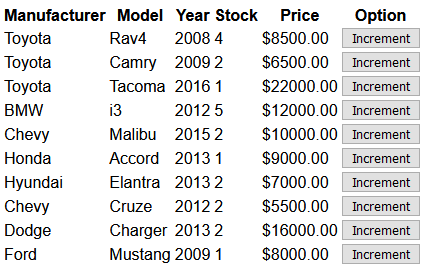 Manufacturer Model Year Stock Price Option
Toyota Rav4 2008 4 $8500.00 Increment
Toyota Camry 2009 2 $6500.00 Increment
Toyota Tacoma 2016 1 $22000.00 Increment
BMW i3 2012 5 $12000.00 Increment
Chevy Malibu 2015 2 $10000.00 Increment
Honda Accord 2013 1 $9000.00 Increment
Hyundai Elantra 2013 2 $7000.00 Increment
Chevy Cruze 2012 2 $5500.00 Increment
Dodge Charger 2013 2 $16000.00 Increment
Ford Mustang 2009 1 $8000.00 Increment